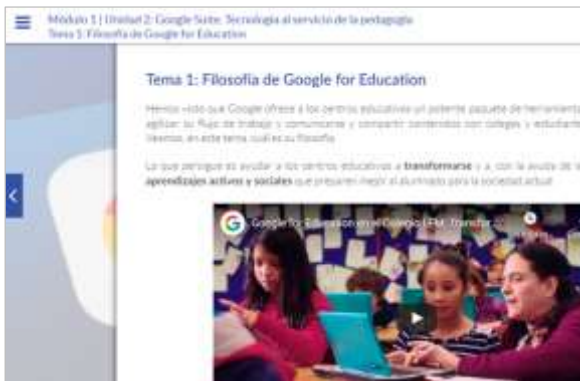 Módulo 1 | Unidad 2: Google Suite. Tecnología al servicio de la pedagogía
Tema 1: Filosofía de Google for Education
Tema 1: Filosofía de Google for Education
Hemos visto que Google ofrece a los centros educativos un potente paquete de herramienta
agilizar su flujo de trabajo y comunicarse y compartir contenidos con colegas y estudiante
Veamos, en este tema, cuál es su filosofía.
Lo que persigue es ayudar a los centros educativos a transformarse y a, con la ayuda de la
aprendizajes activos y sociales que preparen mejor al alumnado para la sociedad actual
Google for Education en el Colegio